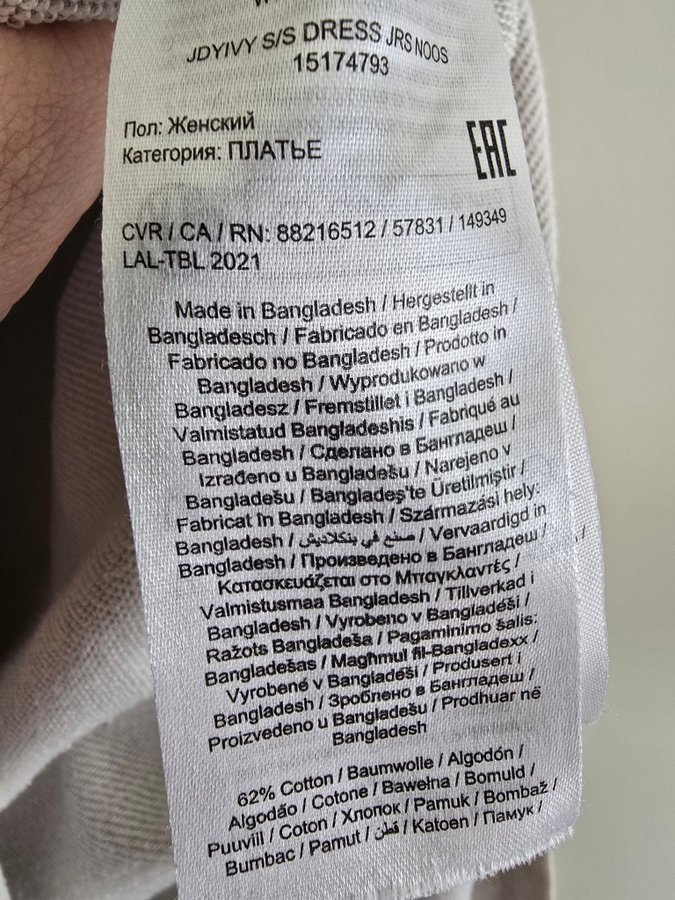 JDYIVY S/S DRESS JRS NOOS
15174793
Пол: Женский
Категория: ПЛАТЬЕ
EAC
CVR / CA / RN: 88216512 / 57831 / 149349
LAL-TBL 2021
Made in Bangladesh / Hergestellt in
Bangladesch / Fabricado en Bangladesh /
Fabricado no Bangladesh / Prodotto in
Bangladesh / Wyprodukowano w
Bangladesz / Fremstillet i Bangladesh /
Valmistatud Bangladeshis / Fabriqué au
Bangladesh / Сделано в Бангладеш /
Izrađeno u Bangladešu / Narejeno v
Bangladešu / Bangladeş'te Üretilmiştir /
Fabricat în Bangladesh / Származási hely:
Bangladesh / صنع في بنكلاديش / Vervaardigd in
Bangladesh / Произведено в Бангладеш /
Κατασκευάζεται στο Μπαγκλαντές /
Valmistusmaa Bangladesh / Tillverkad i
Bangladesh / Vyrobeno v Bangladéši /
Ražots Bangladeša / Pagaminimo šalis:
Bangladešas / Magħmul fil-Bangladexx /
Vyrobené v Bangladéši / Produsert i
Bangladesh / Зроблено в Бангладеш /
Proizvedeno u Bangladešu / Prodhuar në
Bangladesh
62% Cotton / Baumwolle / Algodón /
Algodão / Cotone / Bawełna / Bomuld /
Puuvill / Coton / Хлопок / Pamuk / Bombaž /
Bumbac / Pamut / قطن / Katoen / Памук /